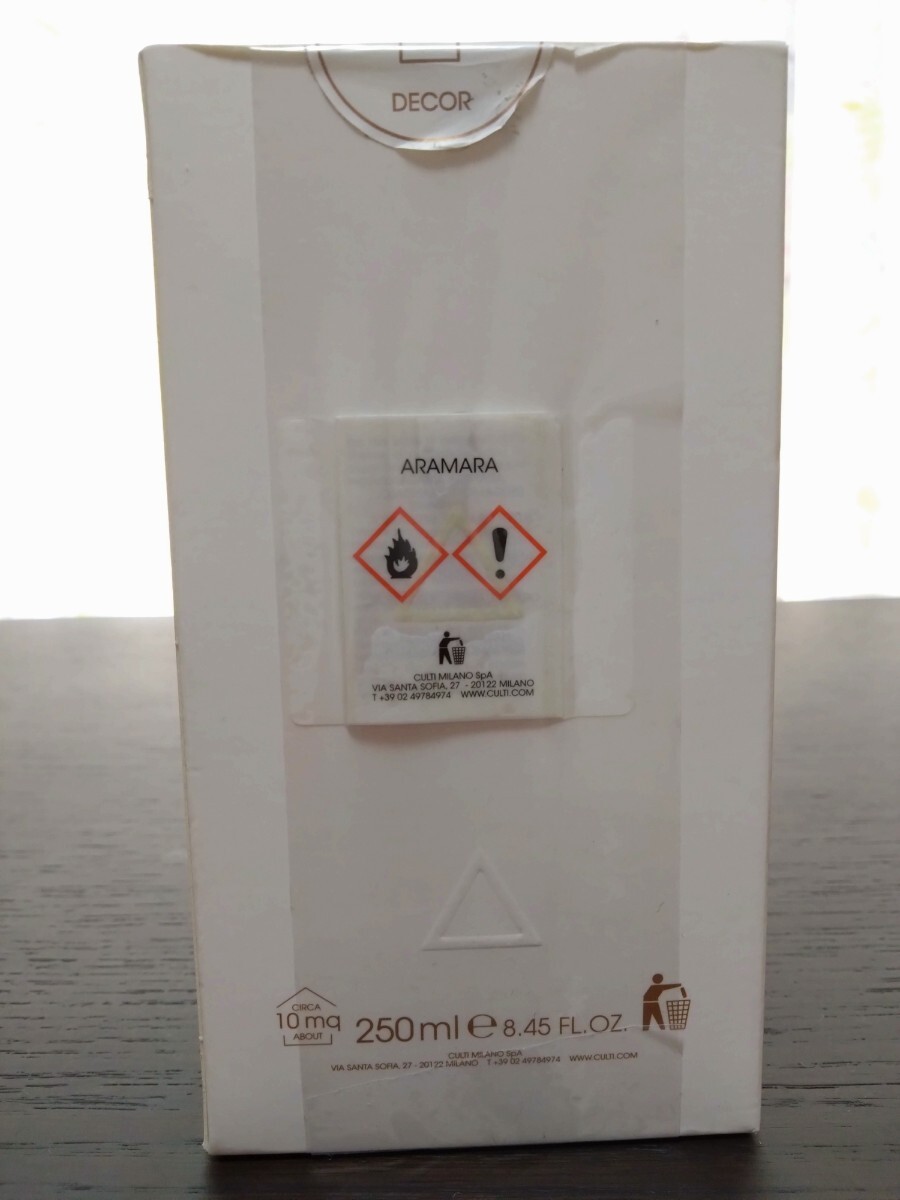 DECOR
ARAMARA
CULTI MILANO SpA
VIA SANTA SOFIA, 27 - 20122 MILANO
T +39 02 49784974 WWW.CULTI.COM
CIRCA
10 mq
ABOUT
250ml e 8.45 FL.OZ.
CULTI MILANO SpA
VIA SANTA SOFIA, 27 - 20122 MILANO T +39 02 49784974 WWW.CULTI.COM